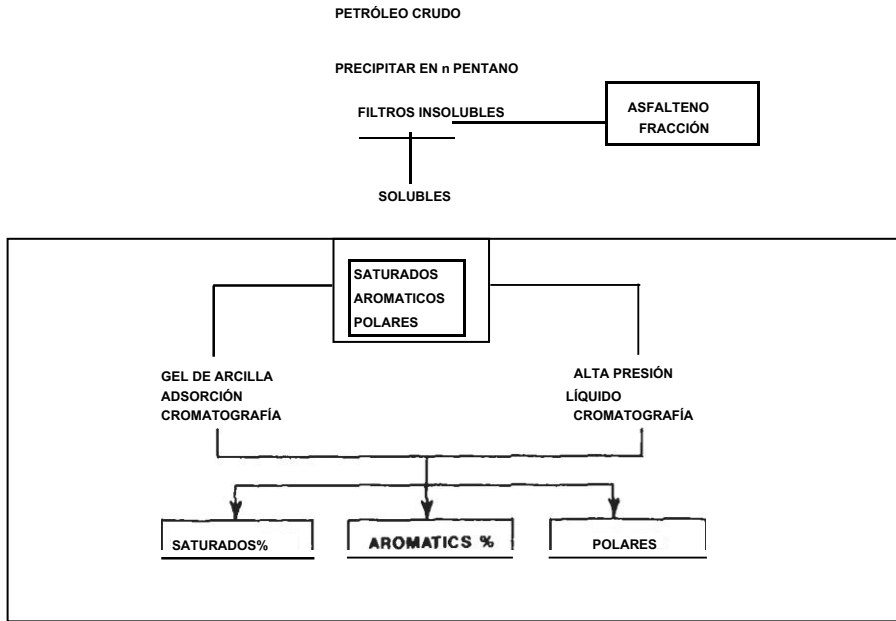 PETRÓLEO CRUDO
PRECIPITAR EN n PENTANO
FILTROS INSOLUBLES
ASFALTENO
FRACCIÓN
SOLUBLES
SATURADOS
AROMATICOS
POLARES
GEL DE ARCILLA
ADSORCIÓN
CROMATOGRAFÍA
ALTA PRESIÓN
LÍQUIDO
CROMATOGRAFÍA
SATURADOS%
AROMATICS %
POLARES